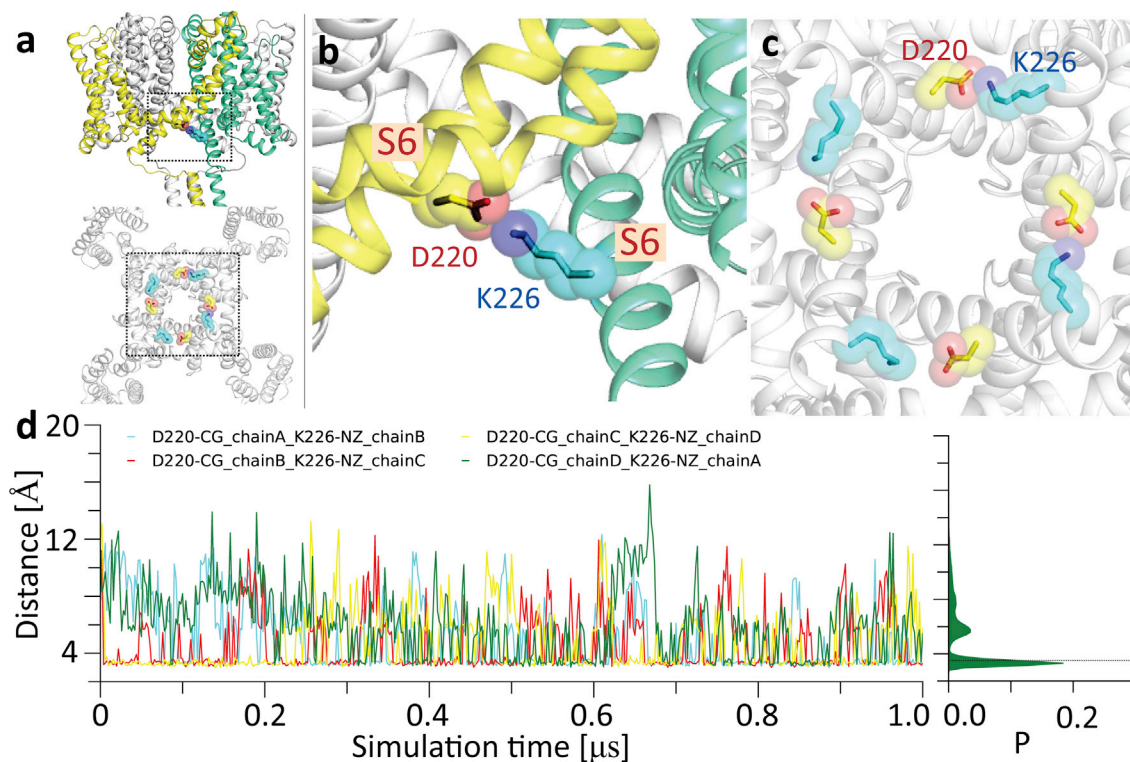 a
b
c
S6
D220
S6
K226
D220
K226
d
20
12
4
Distance [Å]
D220-CG_chainA_K226-NZ_chainB
D220-CG_chainB_K226-NZ_chainC
D220-CG_chainC_K226-NZ_chainD
D220-CG_chainD_K226-NZ_chainA
0 0.2 0.4 0.6 0.8 1.0
Simulation time [μs]
0.0 0.2
P